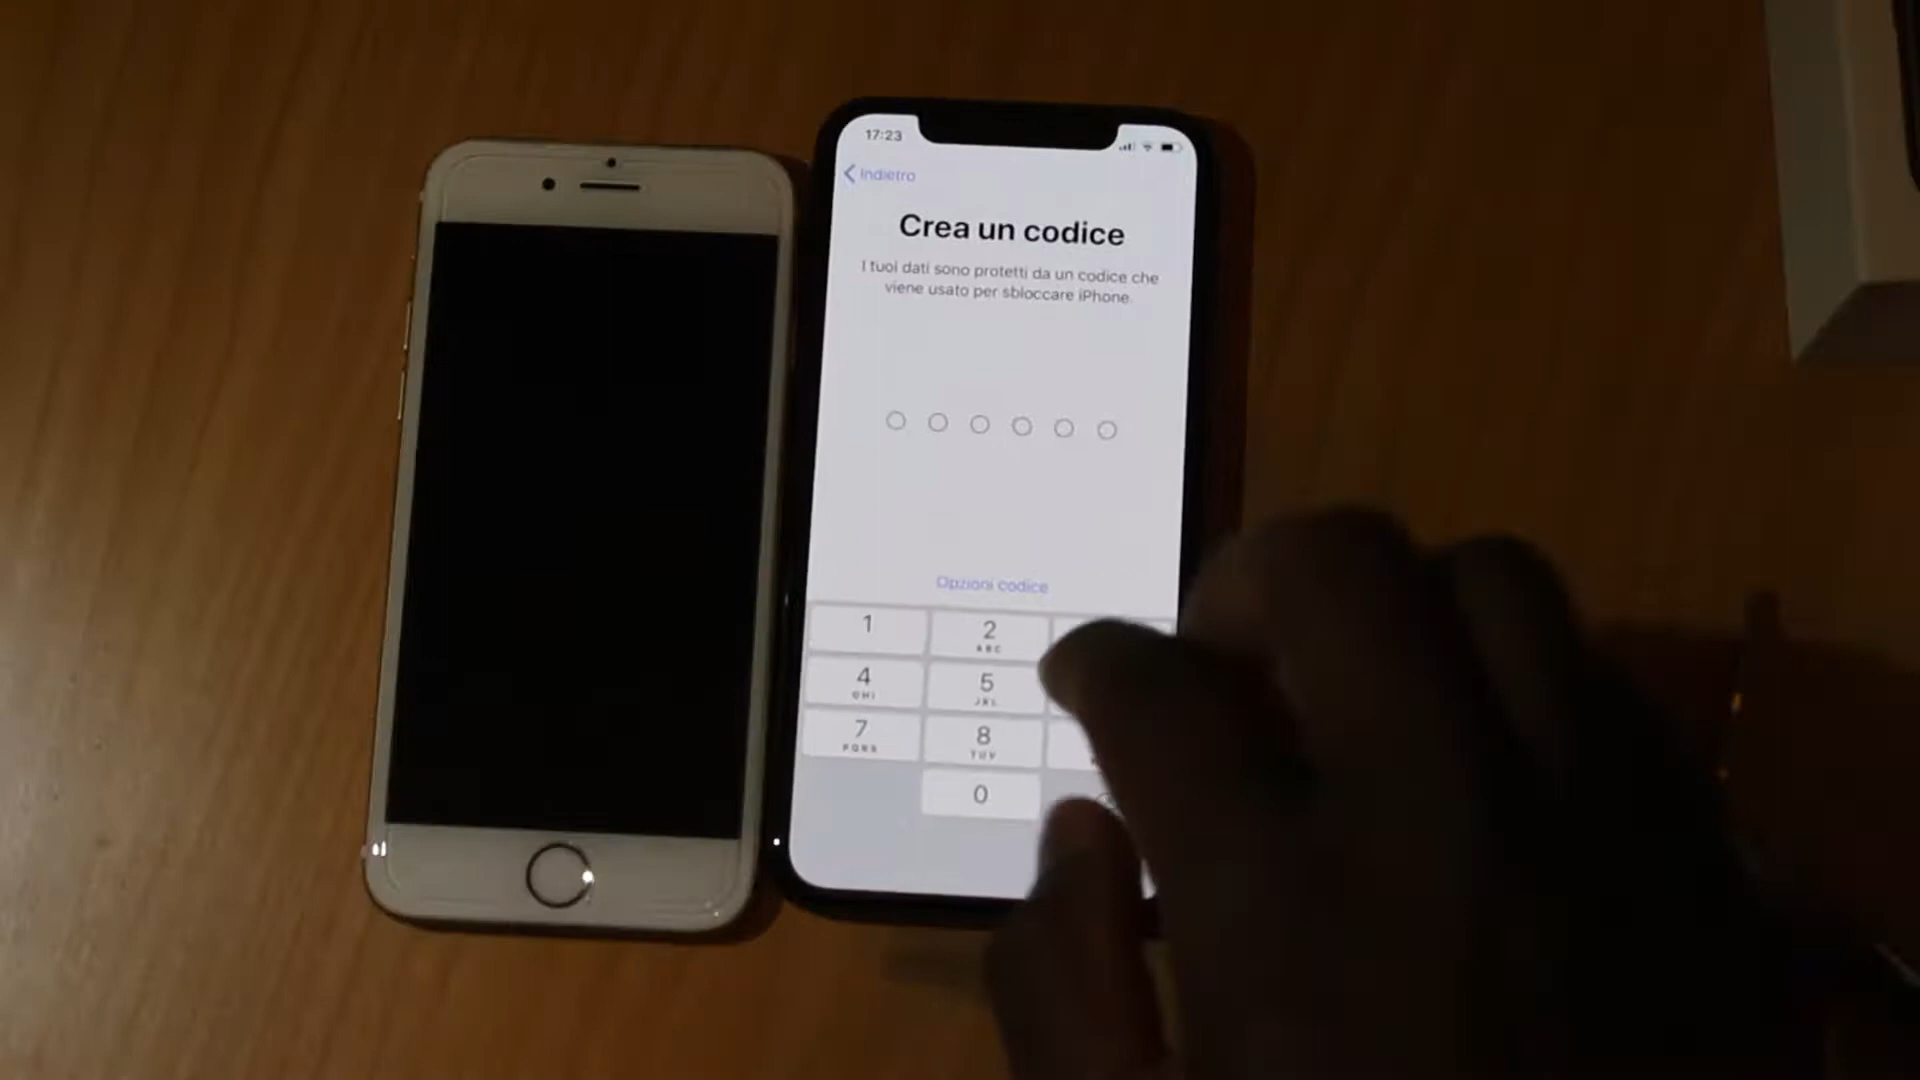 17:23
Indietro
Crea un codice
I tuoi dati sono protetti da un codice che
viene usato per sbloccare iPhone.
Opzioni codice
1
2
ABC
4
GHI
5
JKL
7
PQRS
8
TUV
0